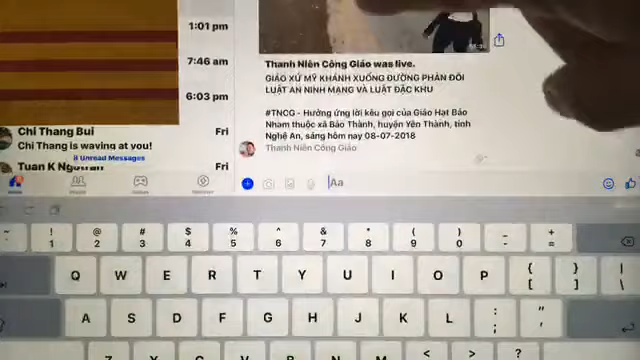 1:01 pm
7:46 am
6:03 pm
Chi Thang Bui
Fri
Chi Thang is waving at you!
8 Unread Messages
Fri
Thanh Niên Công Giáo was live.
GIÁO XỨ MỸ KHÁNH XUỐNG ĐƯỜNG PHẢN ĐỐI
LUẬT AN NINH MẠNG VÀ LUẬT ĐẶC KHU
#TNCG - Hưởng ứng lời kêu gọi của Giáo Hạt Bảo
Nham thuộc xã Bảo Thành, huyện Yên Thành, tỉnh
Nghệ An, sáng hôm nay 08-07-2018
Thanh Niên Công Giáo
Aa
~ ! @ # $ % ^ & * ( ) _ +
1 2 3 4 5 6 7 8 9 0 - =
Q W E R T Y U I O P { } |
[ ] \
A S D F G H J K L : "
; '
Z X C V B N M < > ?